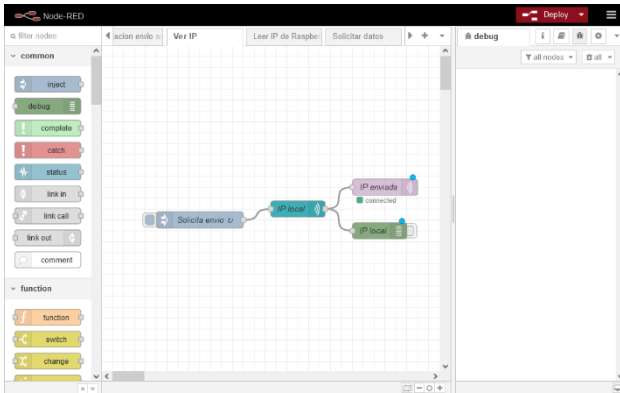 Node-RED
Deploy
filter nodes
acion envio
Ver IP
Leer IP de Raspber
Solicitar datos
debug
i
all nodes
all
common
inject
debug
complete
catch
status
link in
link call
link out
comment
function
function
switch
change
Solicita envio ↻
IP local
IP enviada
connected
IP local